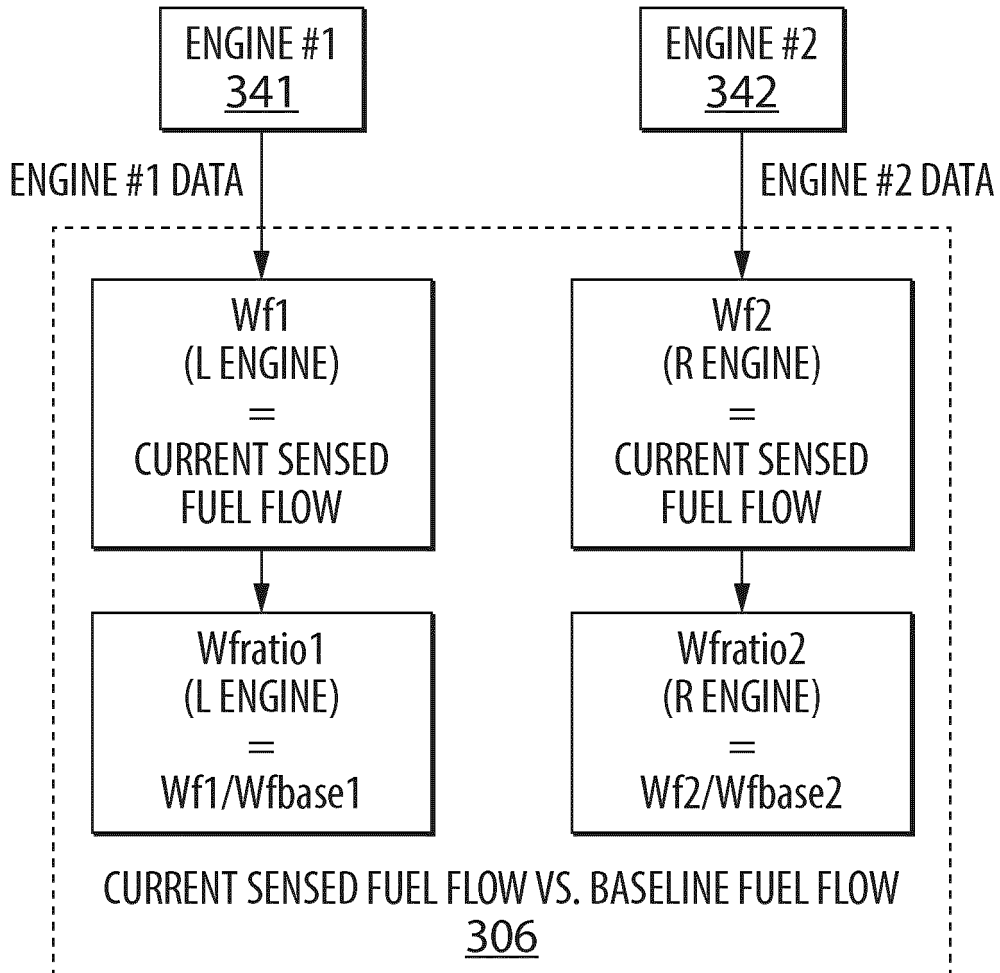 ENGINE #1
341
ENGINE #2
342
ENGINE #1 DATA
ENGINE #2 DATA
Wf1
(L ENGINE)
=
CURRENT SENSED
FUEL FLOW
Wf2
(R ENGINE)
=
CURRENT SENSED
FUEL FLOW
Wfratio1
(L ENGINE)
=
Wf1/Wfbase1
Wfratio2
(R ENGINE)
=
Wf2/Wfbase2
CURRENT SENSED FUEL FLOW VS. BASELINE FUEL FLOW
306